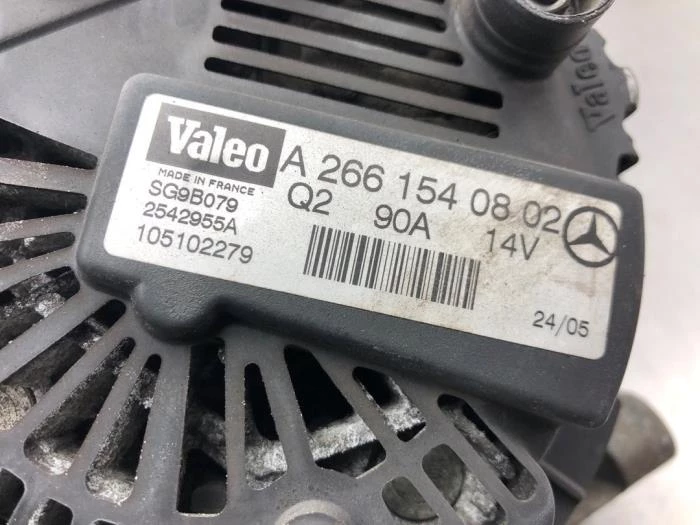 Valeo
Valeo
MADE IN FRANCE
SG9B079
2542955A
105102279
A 266 154 08 02
Q2 90A 14V
24/05